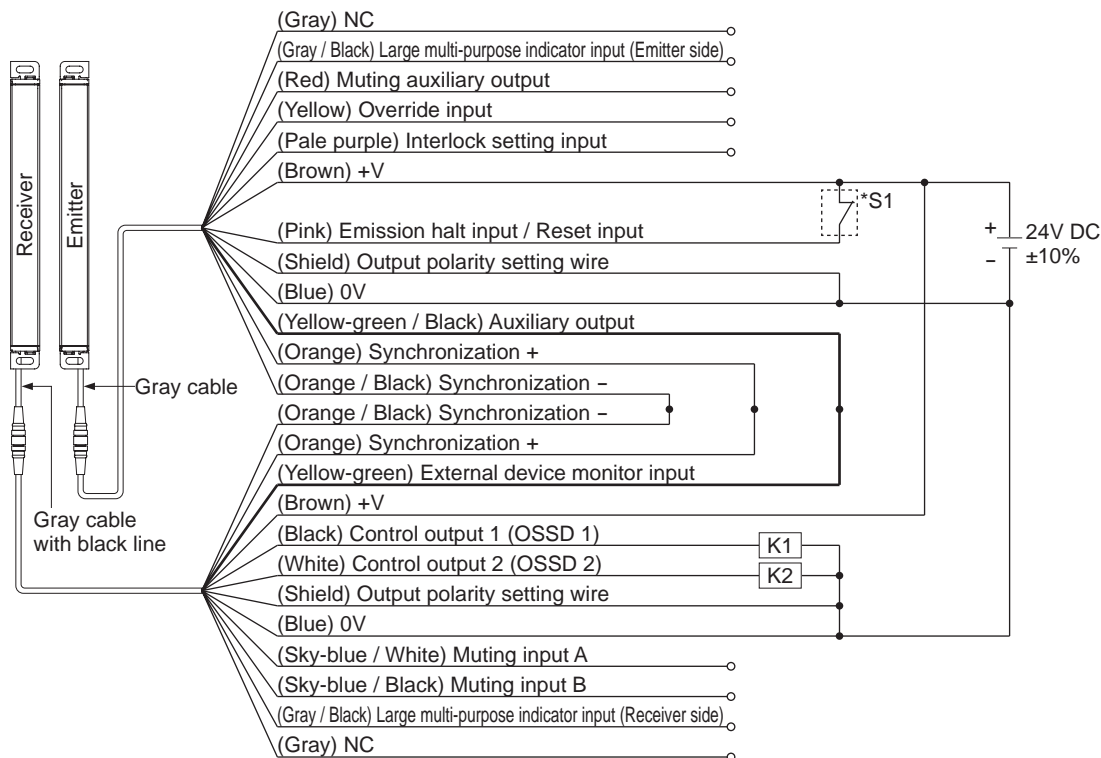 (Gray) NC
(Gray / Black) Large multi-purpose indicator input (Emitter side)
(Red) Muting auxiliary output
(Yellow) Override input
(Pale purple) Interlock setting input
(Brown) +V
*S1
(Pink) Emission halt input / Reset input
+
24V DC
–
±10%
(Shield) Output polarity setting wire
(Blue) 0V
(Yellow-green / Black) Auxiliary output
(Orange) Synchronization +
(Orange / Black) Synchronization –
(Orange / Black) Synchronization –
(Orange) Synchronization +
(Yellow-green) External device monitor input
(Brown) +V
(Black) Control output 1 (OSSD 1)
K1
(White) Control output 2 (OSSD 2)
K2
(Shield) Output polarity setting wire
(Blue) 0V
(Sky-blue / White) Muting input A
(Sky-blue / Black) Muting input B
(Gray / Black) Large multi-purpose indicator input (Receiver side)
(Gray) NC
Receiver
Emitter
Gray cable
Gray cable
with black line